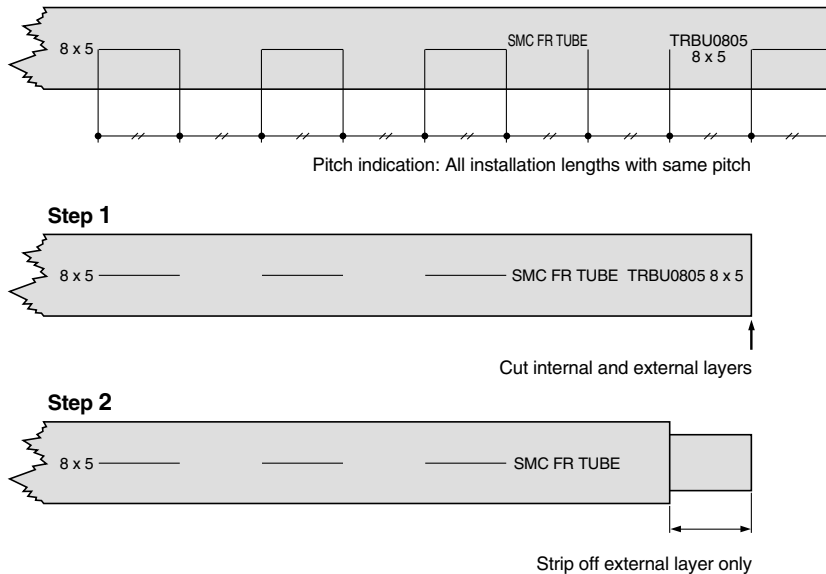 8 x 5 SMC FR TUBE TRBU0805
8 x 5
Pitch indication: All installation lengths with same pitch
Step 1
8 x 5 SMC FR TUBE TRBU0805 8 x 5
Cut internal and external layers
Step 2
8 x 5 SMC FR TUBE
Strip off external layer only